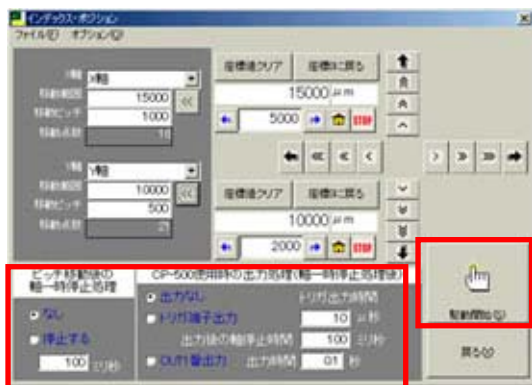 インデックス・ポジション
ファイル(F) オプション(O)
X軸 X軸
移動範囲 15000
移動ピッチ 1000
移動点数 16
座標値クリア 座標に戻る
15000 μm
5000 STOP
Y軸 Y軸
移動範囲 10000
移動ピッチ 500
移動点数 21
座標値クリア 座標に戻る
10000 μm
2000 STOP
ピッチ移動後の
軸一時停止処理
なし
停止する
100 ミリ秒
CP-500使用時の出力処理(軸一時停止処理後)
出力なし トリガ出力時間
トリガ端子出力 10 μ秒
出力後の軸停止時間 100 ミリ秒
OUT1番出力 出力時間 01 秒
駆動開始(S)
戻る(X)